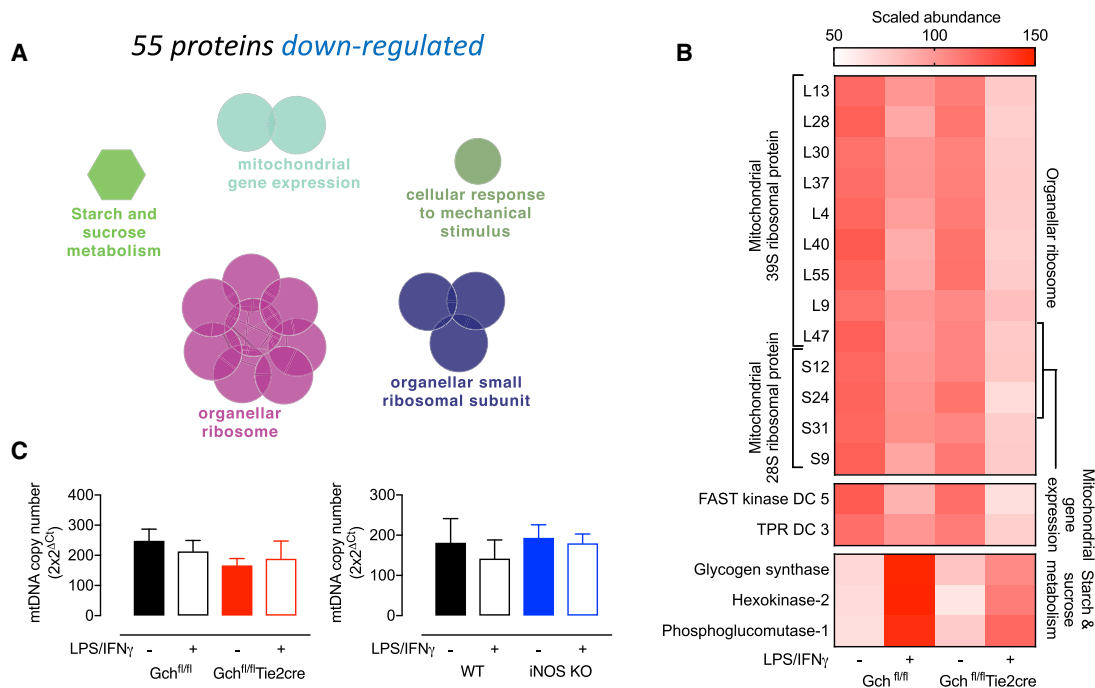 A
55 proteins down-regulated
mitochondrial
gene expression
Starch and
sucrose
metabolism
cellular response
to mechanical
stimulus
organellar
ribosome
organellar small
ribosomal subunit
B
Scaled abundance
50 100 150
Mitochondrial
39S ribosomal protein
L13
L28
L30
L37
L4
L40
L55
L9
L47
Mitochondrial
28S ribosomal protein
S12
S24
S31
S9
Organellar ribosome
FAST kinase DC 5
TPR DC 3
Mitochondrial
gene
expression
Glycogen synthase
Hexokinase-2
Phosphoglucomutase-1
Starch &
sucrose
metabolism
LPS/IFNγ - + - +
Gch fl/fl Gch fl/fl Tie2cre
C
mtDNA copy number
(2x2ΔCt)
400
300
200
100
0
LPS/IFNγ - + - +
Gchfl/fl Gchfl/flTie2cre
mtDNA copy number
(2x2ΔCt)
300
200
100
0
LPS/IFNγ - + - +
WT iNOS KO